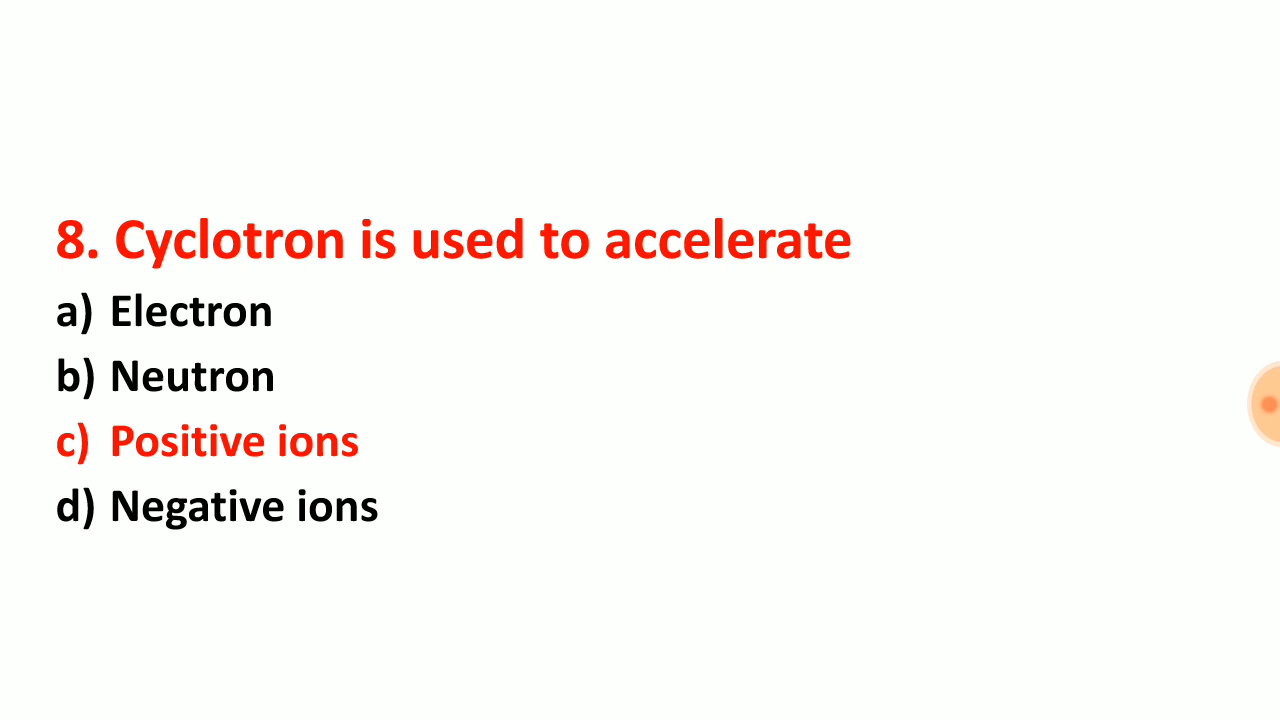 8. Cyclotron is used to accelerate
a) Electron
b) Neutron
c) Positive ions
d) Negative ions